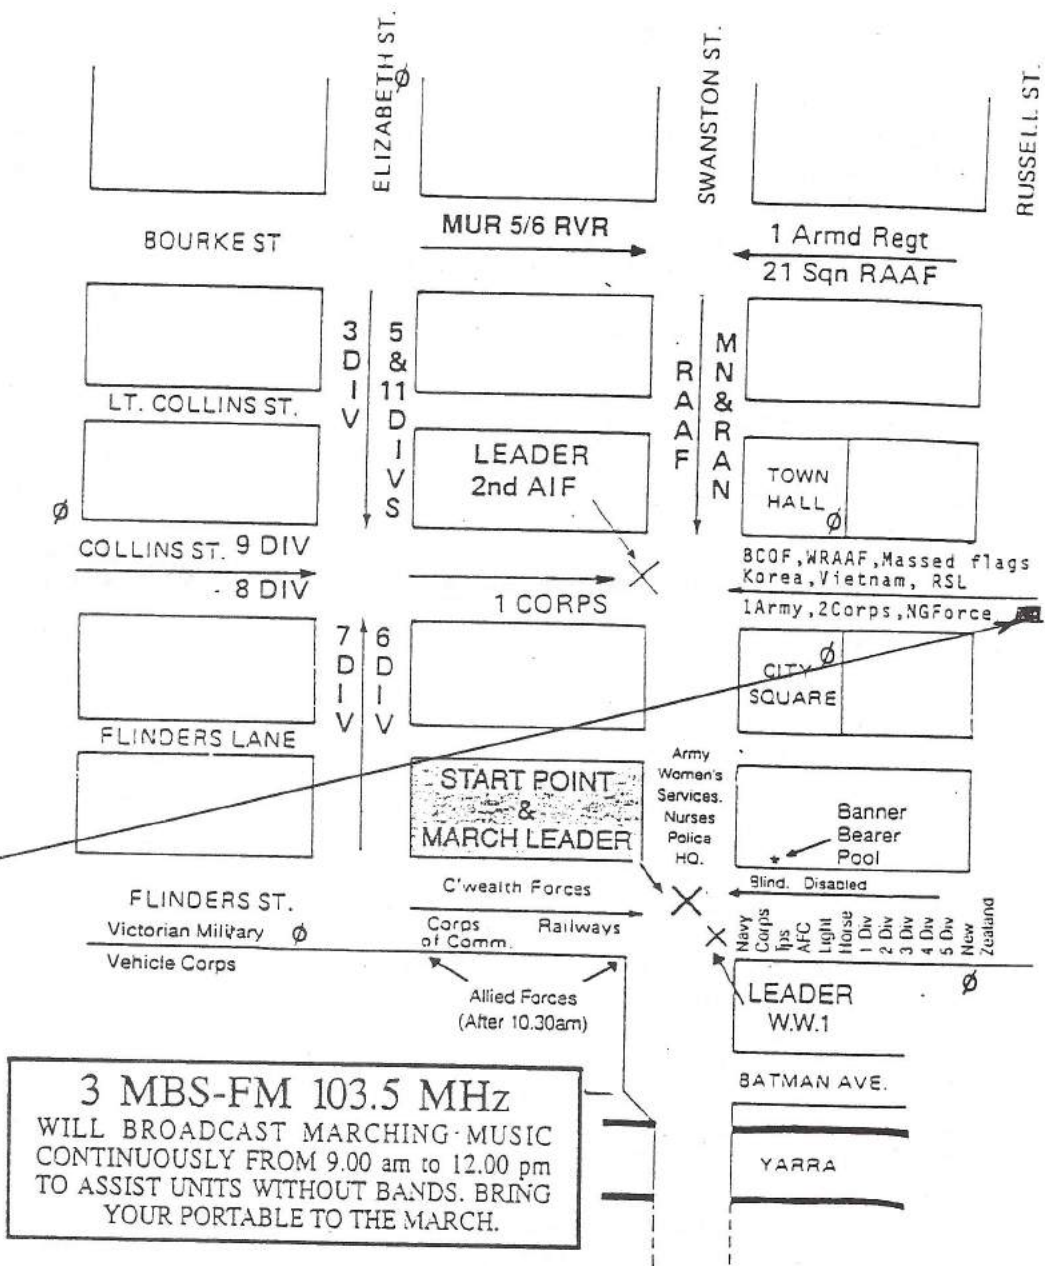 ELIZABETH ST.
SWANSTON ST.
RUSSELL ST.
Ø
BOURKE ST
MUR 5/6 RVR
1 Armd Regt
21 Sqn RAAF
3 DIV
5 & 11 DIVS
RAAF
MN & RAN
LT. COLLINS ST.
LEADER
2nd AIF
TOWN
HALL
Ø
Ø
COLLINS ST. 9 DIV
8 DIV
1 CORPS
BCOF, WRAAF, Massed flags
Korea, Vietnam, RSL
1Army, 2Corps, NGForce
7 DIV
6 DIV
CITY
SQUARE
Ø
FLINDERS LANE
START POINT
&
MARCH LEADER
Army
Women's
Services.
Nurses
Police
HQ.
Banner
Bearer
Pool
*
FLINDERS ST.
C'wealth Forces
Blind. Disabled
Victorian Military Ø
Vehicle Corps
Corps
of Comm.
Railways
Navy
Corps
Tps
AFC
Light
Horse
1 Div
2 Div
3 Div
4 Div
5 Div
New
Zealand
Ø
Allied Forces
(After 10.30am)
LEADER
W.W.1
BATMAN AVE.
YARRA
3 MBS-FM 103.5 MHz
WILL BROADCAST MARCHING MUSIC
CONTINUOUSLY FROM 9.00 am to 12.00 pm
TO ASSIST UNITS WITHOUT BANDS. BRING
YOUR PORTABLE TO THE MARCH.